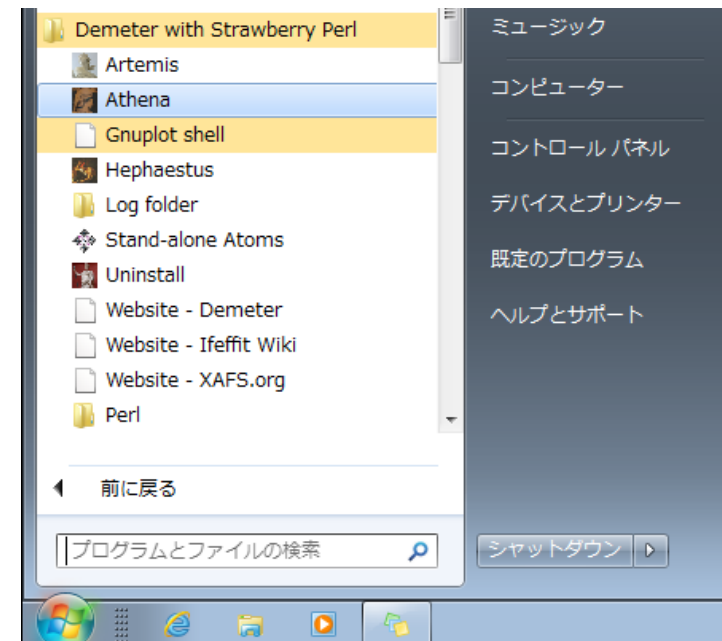 Demeter with Strawberry Perl
Artemis
Athena
Gnuplot shell
Hephaestus
Log folder
Stand-alone Atoms
Uninstall
Website - Demeter
Website - Ifeffit Wiki
Website - XAFS.org
Perl
前に戻る
プログラムとファイルの検索
ミュージック
コンピューター
コントロール パネル
デバイスとプリンター
既定のプログラム
ヘルプとサポート
シャットダウン